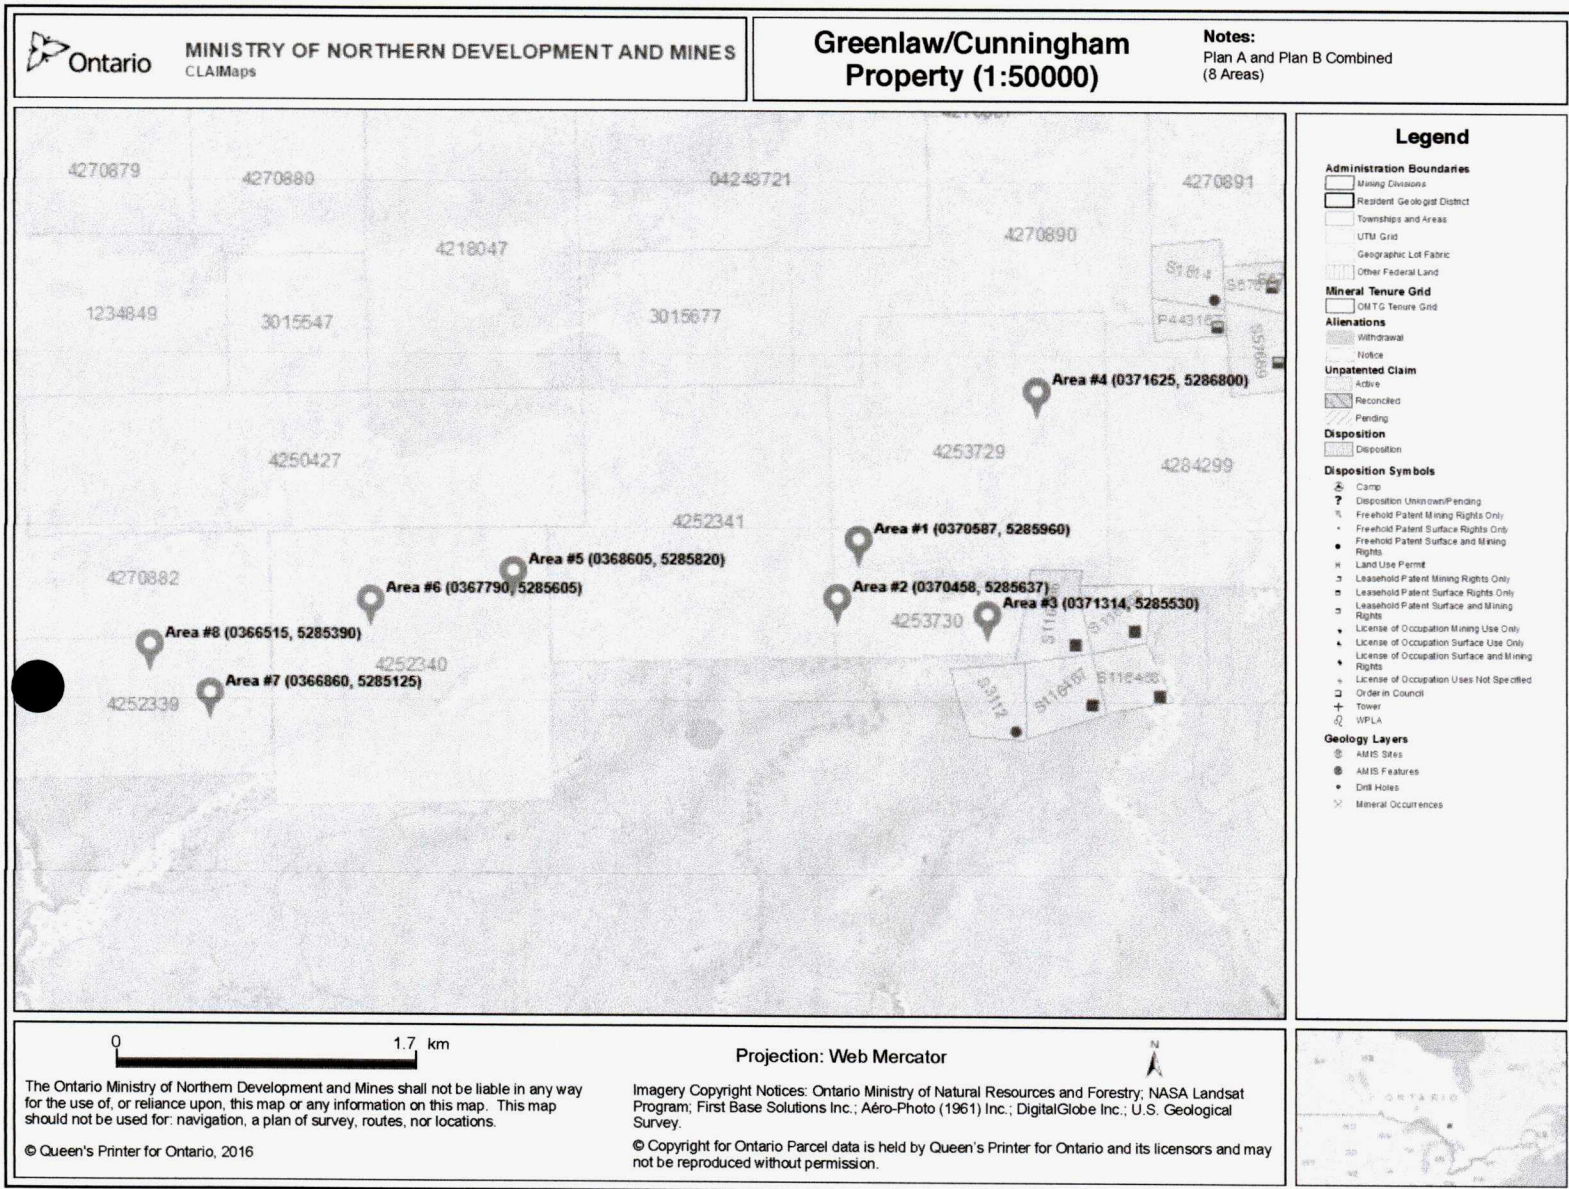 Ontario
MINISTRY OF NORTHERN DEVELOPMENT AND MINES
CLAIMaps
Greenlaw/Cunningham
Property (1:50000)
Notes:
Plan A and Plan B Combined
(8 Areas)
4270879
4270880
04248721
4270891
4218047
4270890
S1814
1234849
3015547
3015677
Area #4 (0371625, 5286800)
4250427
4253729
4284299
4252341
Area #1 (0370587, 5285960)
Area #5 (0368605, 5285820)
4270882
Area #6 (0367790, 5285605)
Area #2 (0370458, 5285637)
Area #3 (0371314, 5285530)
4253730
Area #8 (0366515, 5285390)
4252340
Area #7 (0366860, 5285125)
4252339
S3112
S116467
Legend
Administration Boundaries
Mining Divisions
Resident Geologist District
Townships and Areas
UTM Grid
Geographic Lot Fabric
Other Federal Land
Mineral Tenure Grid
OMTG Tenure Grid
Alienations
Withdrawal
Notice
Unpatented Claim
Active
Reconciled
Pending
Disposition
Disposition
Disposition Symbols
Camp
Disposition Unknown/Pending
Freehold Patent Mining Rights Only
Freehold Patent Surface Rights Only
Freehold Patent Surface and Mining
Rights
Land Use Permit
Leasehold Patent Mining Rights Only
Leasehold Patent Surface Rights Only
Leasehold Patent Surface and Mining
Rights
License of Occupation Mining Use Only
License of Occupation Surface Use Only
License of Occupation Surface and Mining
Rights
License of Occupation Uses Not Specified
Order in Council
Tower
WPLA
Geology Layers
AMIS Sites
AMIS Features
Drill Holes
Mineral Occurrences
0 1.7 km
The Ontario Ministry of Northern Development and Mines shall not be liable in any way
for the use of, or reliance upon, this map or any information on this map. This map
should not be used for: navigation, a plan of survey, routes, nor locations.
© Queen's Printer for Ontario, 2016
Projection: Web Mercator
N
Imagery Copyright Notices: Ontario Ministry of Natural Resources and Forestry; NASA Landsat
Program; First Base Solutions Inc.; Aéro-Photo (1961) Inc.; DigitalGlobe Inc.; U.S. Geological
Survey.
© Copyright for Ontario Parcel data is held by Queen's Printer for Ontario and its licensors and may
not be reproduced without permission.
ONTARIO